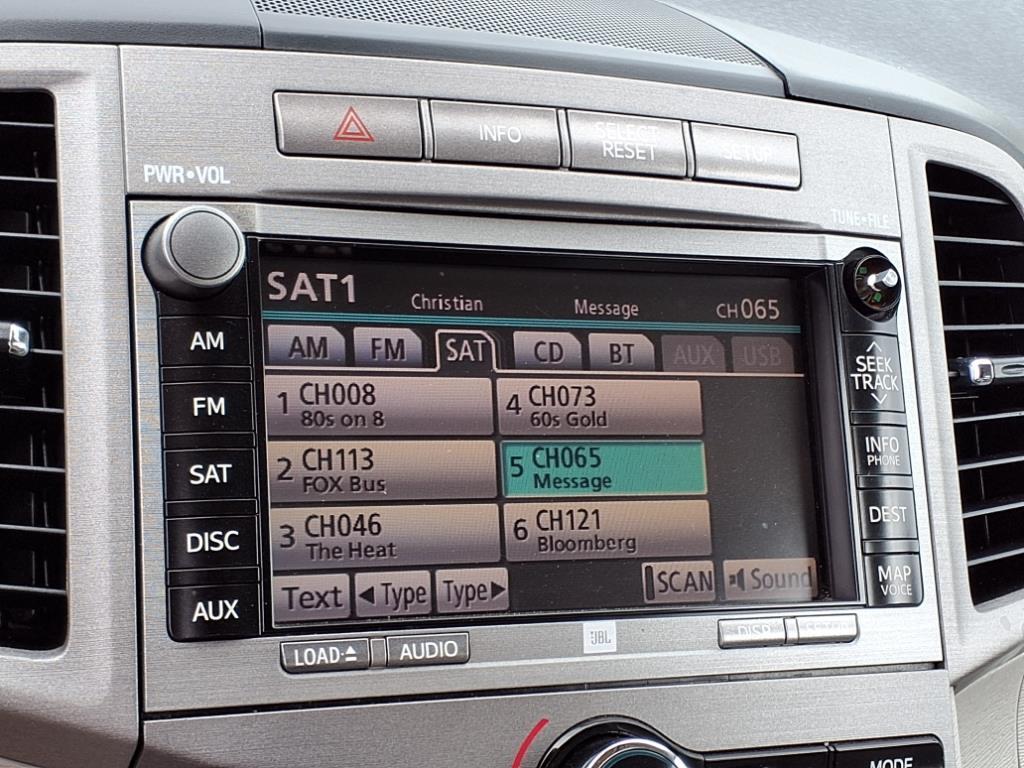 INFO
SELECT
RESET
SETUP
PWR•VOL
TUNE•FILE
SAT1
Christian
Message
CH065
AM
FM
SAT
CD
BT
AUX
USB
1 CH008
80s on 8
4 CH073
60s Gold
2 CH113
FOX Bus
5 CH065
Message
3 CH046
The Heat
6 CH121
Bloomberg
Text
◀Type
Type▶
SCAN
Sound
AM
FM
SAT
DISC
AUX
SEEK
TRACK
INFO
PHONE
DEST
MAP
VOICE
LOAD•⏏
AUDIO
JBL
DISP
SETUP
MODE